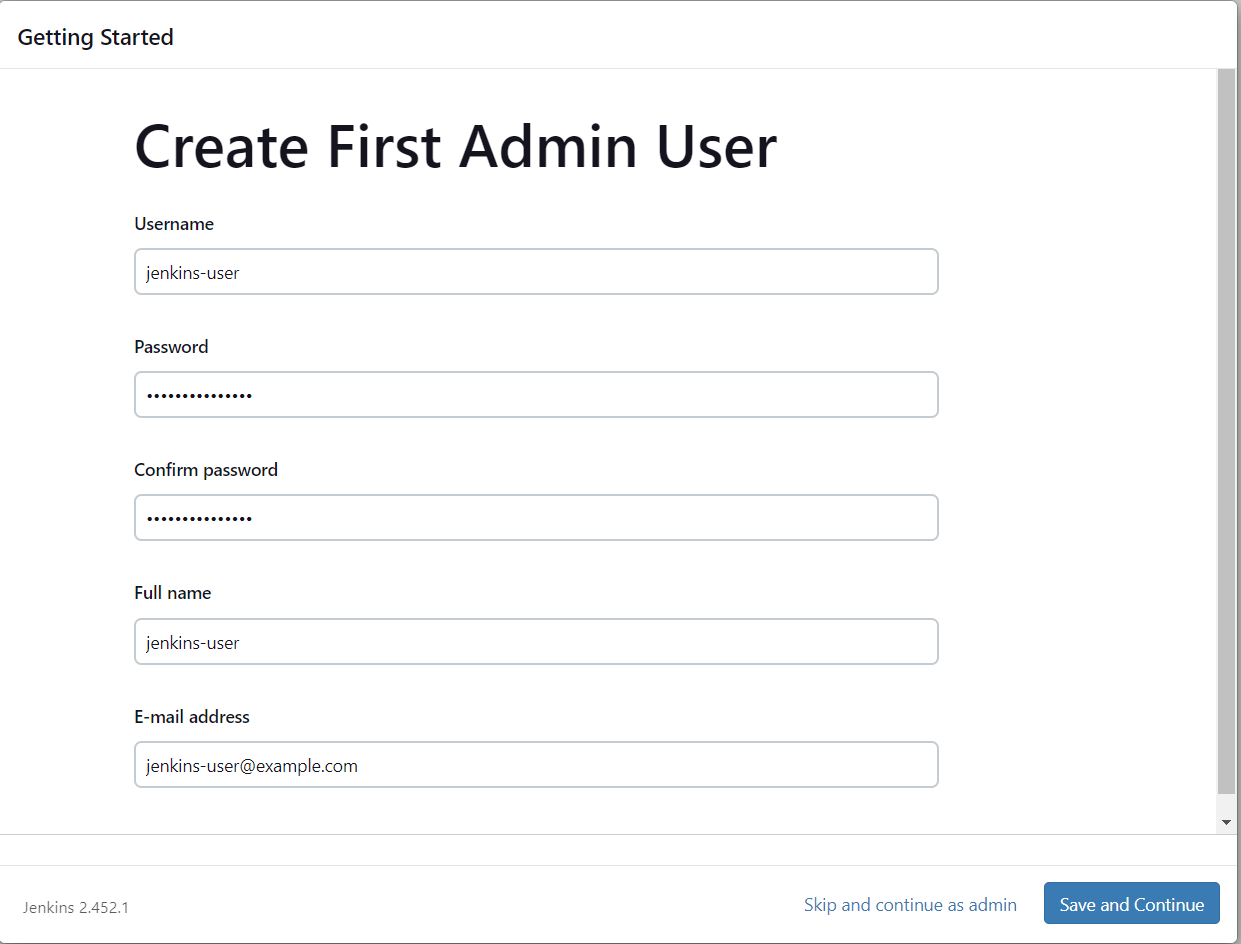 Getting Started
Create First Admin User
Username
jenkins-user
Password
•••••••••••••••
Confirm password
•••••••••••••••
Full name
jenkins-user
E-mail address
jenkins-user@example.com
Jenkins 2.452.1
Skip and continue as admin
Save and Continue